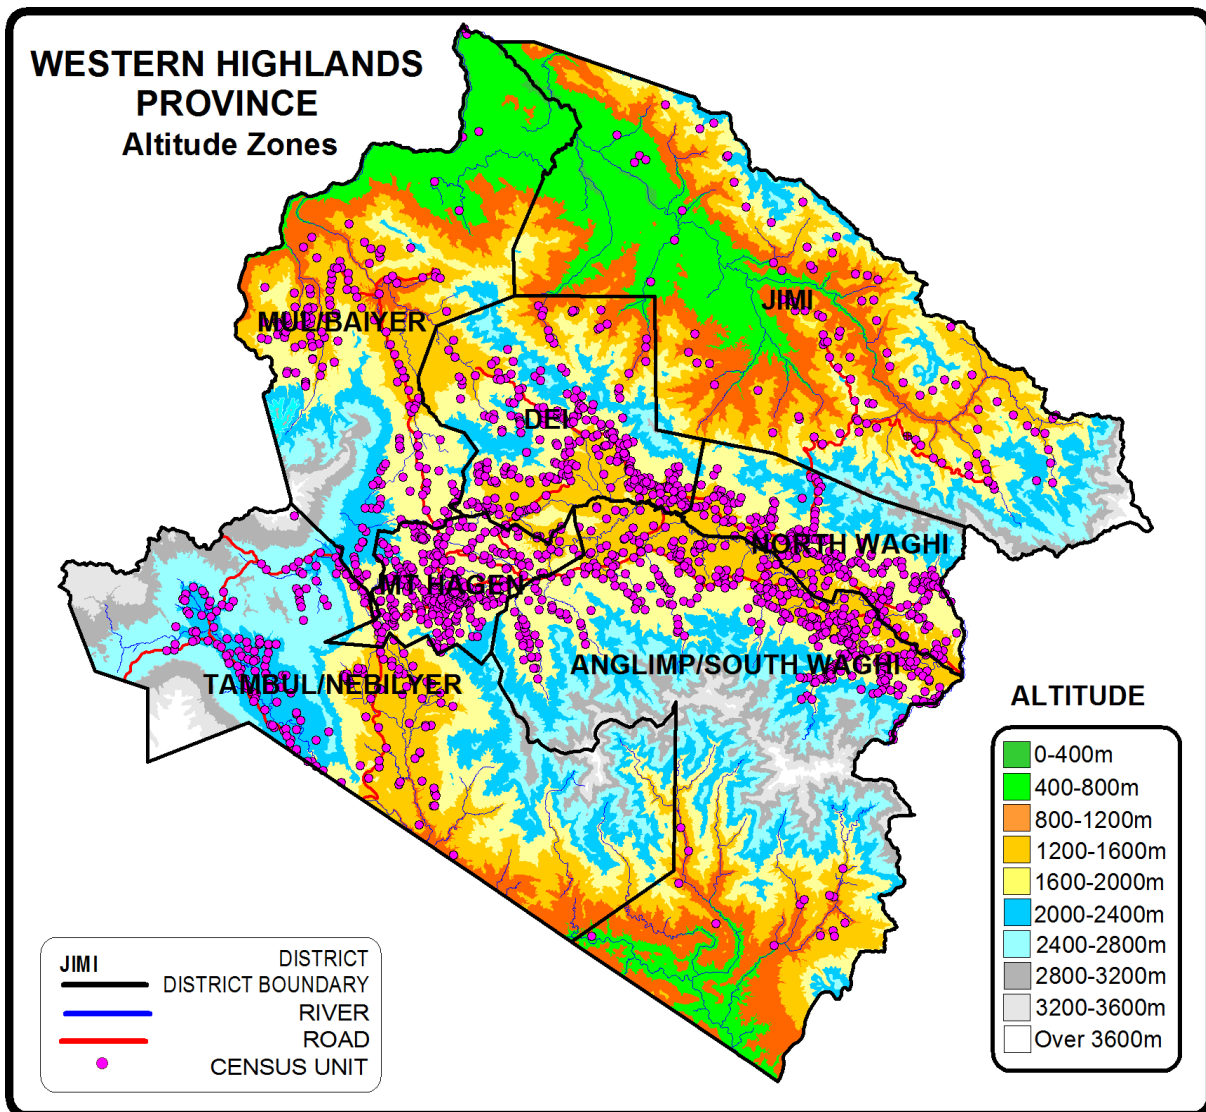 WESTERN HIGHLANDS
PROVINCE
Altitude Zones
JIMI
MUL/BAIYER
DEI
NORTH WAGHI
MT HAGEN
ANGLIMP/SOUTH WAGHI
TAMBUL/NEBILYER
ALTITUDE
0-400m
400-800m
800-1200m
1200-1600m
1600-2000m
2000-2400m
2400-2800m
2800-3200m
3200-3600m
Over 3600m
JIMI DISTRICT
DISTRICT BOUNDARY
RIVER
ROAD
CENSUS UNIT